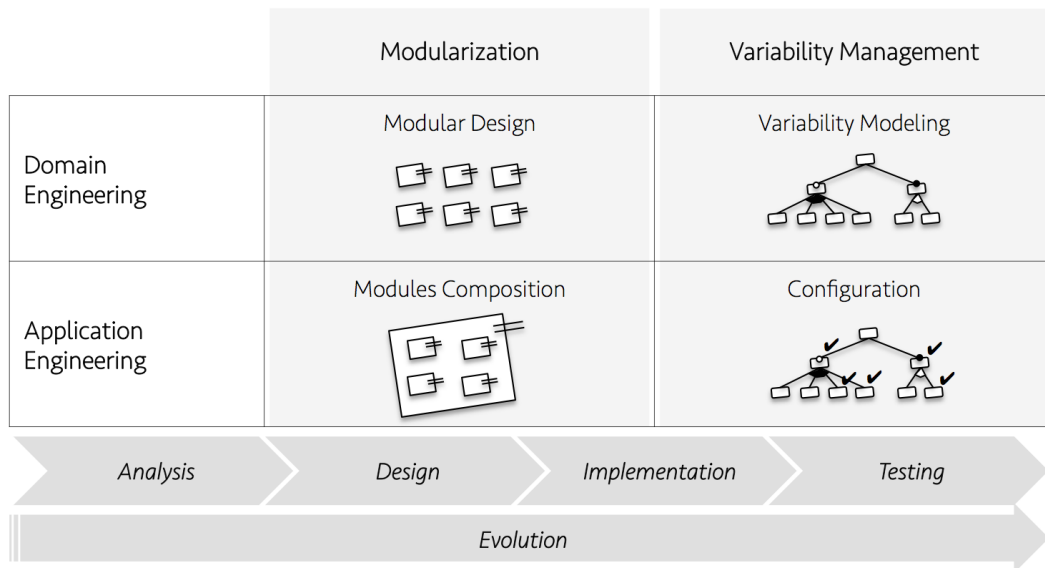 Modularization
Variability Management
Domain
Engineering
Modular Design
Variability Modeling
Application
Engineering
Modules Composition
Configuration
Analysis
Design
Implementation
Testing
Evolution